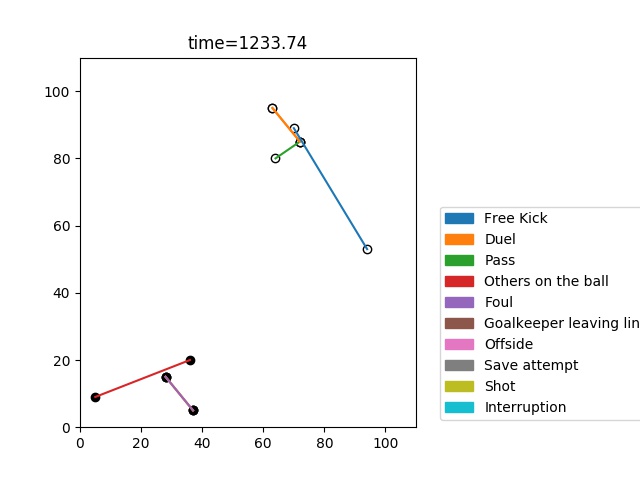 time=1233.74
100
80
60
40
20
0
0 20 40 60 80 100
Free Kick
Duel
Pass
Others on the ball
Foul
Goalkeeper leaving lin
Offside
Save attempt
Shot
Interruption